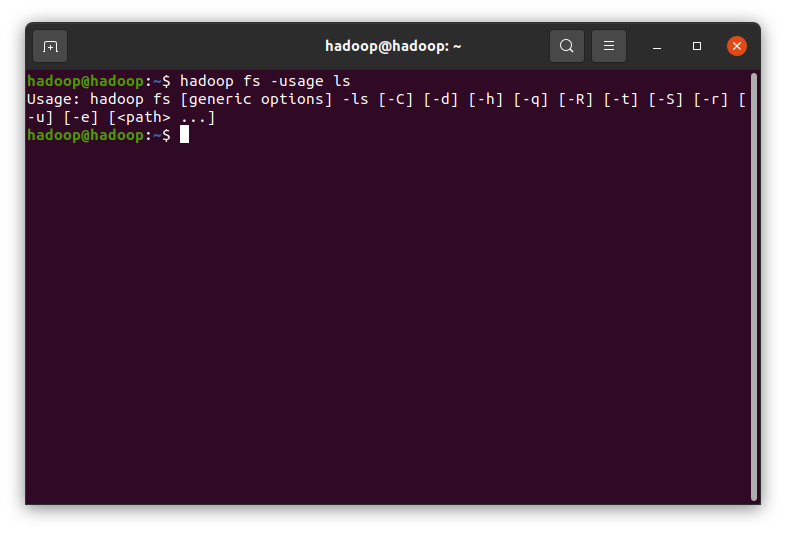 hadoop@hadoop: ~
hadoop@hadoop:~$ hadoop fs -usage ls
Usage: hadoop fs [generic options] -ls [-C] [-d] [-h] [-q] [-R] [-t] [-S] [-r] [
-u] [-e] [<path> ...]
hadoop@hadoop:~$